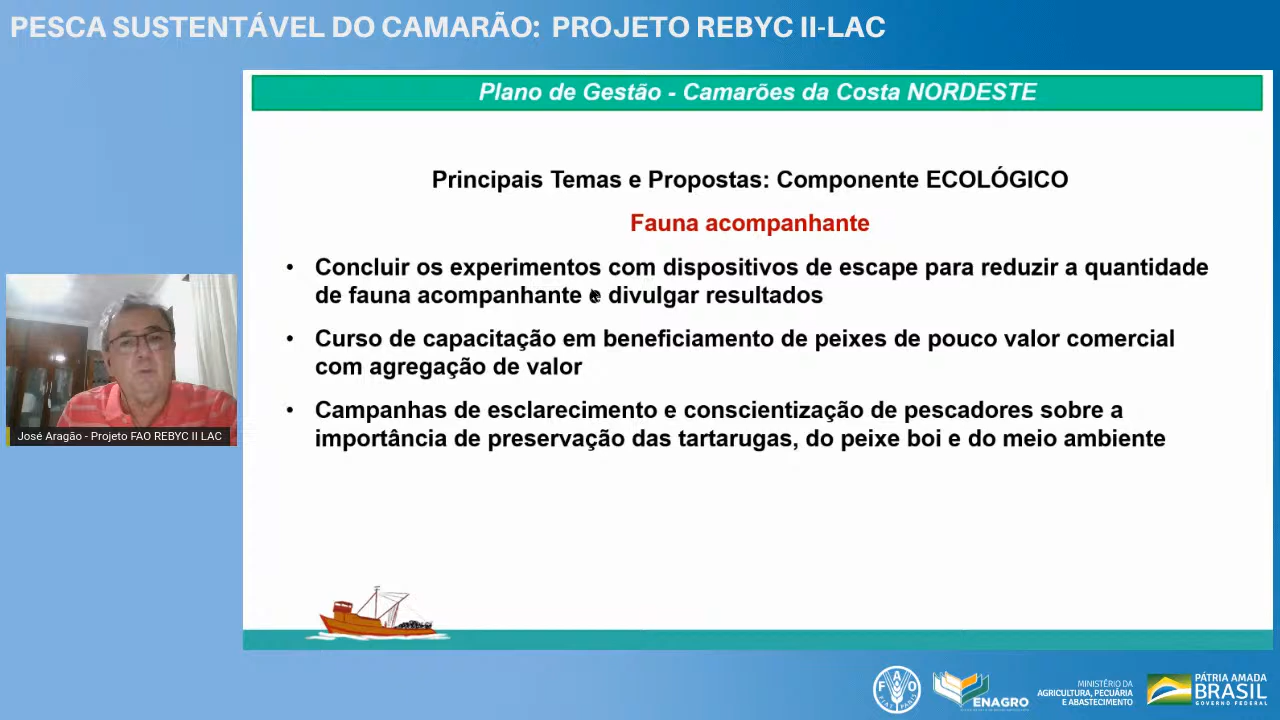 PESCA SUSTENTÁVEL DO CAMARÃO: PROJETO REBYC II-LAC
Plano de Gestão - Camarões da Costa NORDESTE
Principais Temas e Propostas: Componente ECOLÓGICO
Fauna acompanhante
• Concluir os experimentos com dispositivos de escape para reduzir a quantidade
de fauna acompanhante e divulgar resultados
• Curso de capacitação em beneficiamento de peixes de pouco valor comercial
com agregação de valor
• Campanhas de esclarecimento e conscientização de pescadores sobre a
importância de preservação das tartarugas, do peixe boi e do meio ambiente
José Aragão - Projeto FAO REBYC II LAC
FAO
ENAGRO
MINISTÉRIO DA
AGRICULTURA, PECUÁRIA
E ABASTECIMENTO
PÁTRIA AMADA
BRASIL
GOVERNO FEDERAL